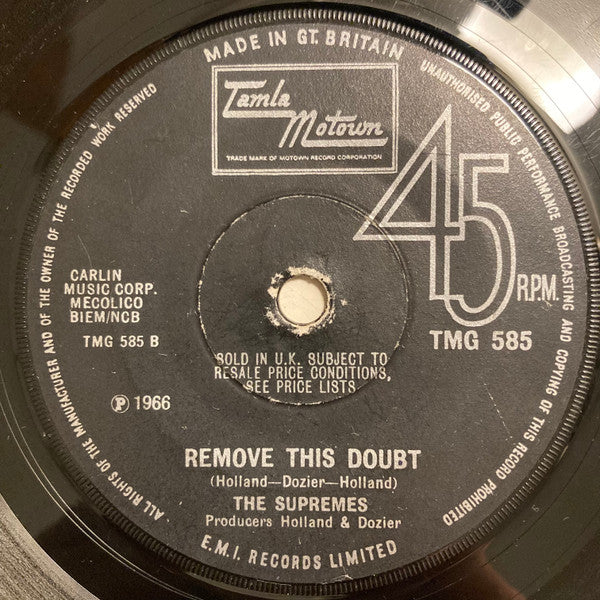 MADE IN GT. BRITAIN
UNAUTHORISED PUBLIC PERFORMANCE BROADCASTING AND COPYING OF THIS RECORD PROHIBITED
ALL RIGHTS OF THE MANUFACTURER AND OF THE OWNER OF THE RECORDED WORK RESERVED
Tamla
Motown
TRADE MARK OF MOTOWN RECORD CORPORATION
45
R.P.M.
TMG 585
CARLIN
MUSIC CORP.
MECOLICO
BIEM/NCB
TMG 585 B
SOLD IN U.K. SUBJECT TO
RESALE PRICE CONDITIONS,
SEE PRICE LISTS
℗ 1966
REMOVE THIS DOUBT
(Holland—Dozier—Holland)
THE SUPREMES
Producers Holland & Dozier
E.M.I. RECORDS LIMITED